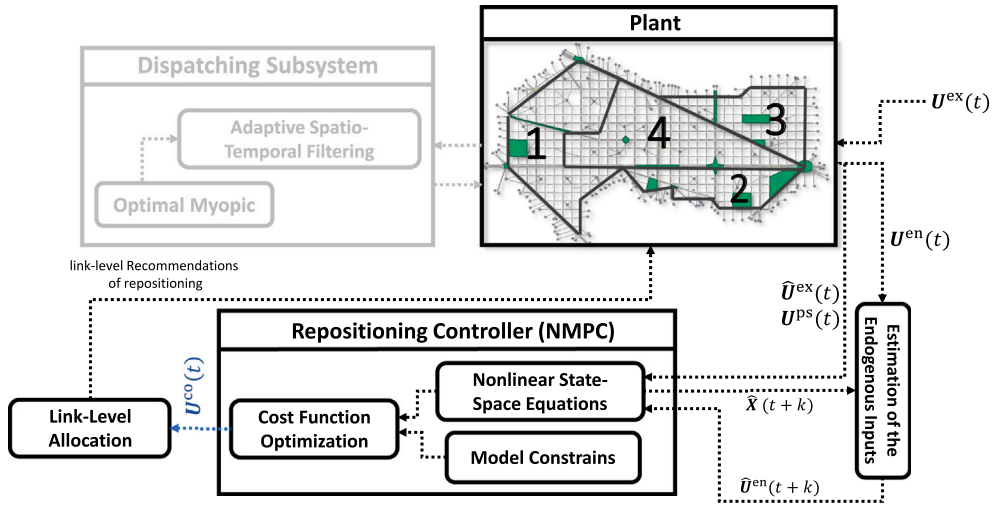 Plant
Dispatching Subsystem
Adaptive Spatio-
Temporal Filtering
Optimal Myopic
1
4
3
2
U^ex(t)
U^en(t)
link-level Recommendations
of repositioning
Û^ex(t)
U^ps(t)
Estimation of the
Endogenous Inputs
Repositioning Controller (NMPC)
Nonlinear State-
Space Equations
X̂ (t + k)
U^co(t)
Link-Level
Allocation
Cost Function
Optimization
Model Constrains
Û^en(t + k)